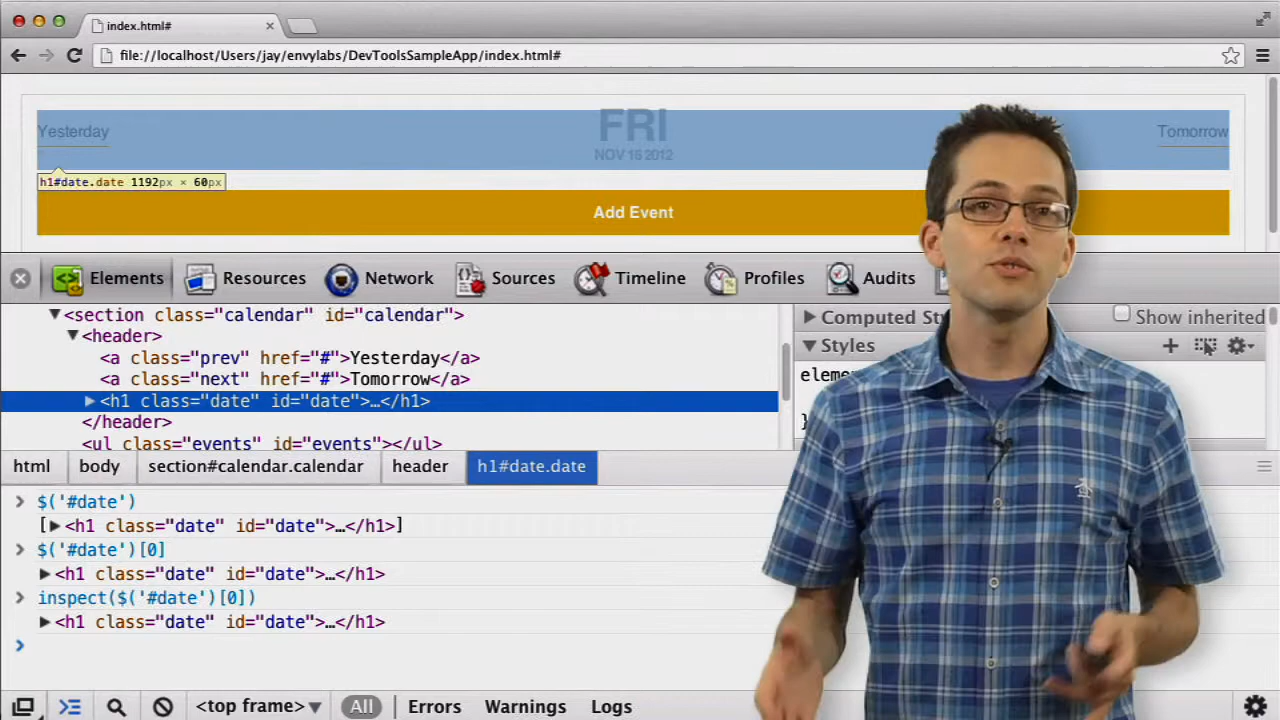 index.html#
file://localhost/Users/jay/envylabs/DevToolsSampleApp/index.html#
Yesterday
FRI
NOV 16 2012
Tomorrow
h1#date.date 1192px × 60px
Add Event
Elements Resources Network Sources Timeline Profiles Audits
▼<section class="calendar" id="calendar">
▼<header>
<a class="prev" href="#">Yesterday</a>
<a class="next" href="#">Tomorrow</a>
▶<h1 class="date" id="date">…</h1>
</header>
<ul class="events" id="events"></ul>
▶ Computed St
Show inherited
▼ Styles
elem
}
html body section#calendar.calendar header h1#date.date
> $('#date')
[▶<h1 class="date" id="date">…</h1>]
> $('#date')[0]
▶<h1 class="date" id="date">…</h1>
> inspect($('#date')[0])
▶<h1 class="date" id="date">…</h1>
>
<top frame> ▼ All Errors Warnings Logs